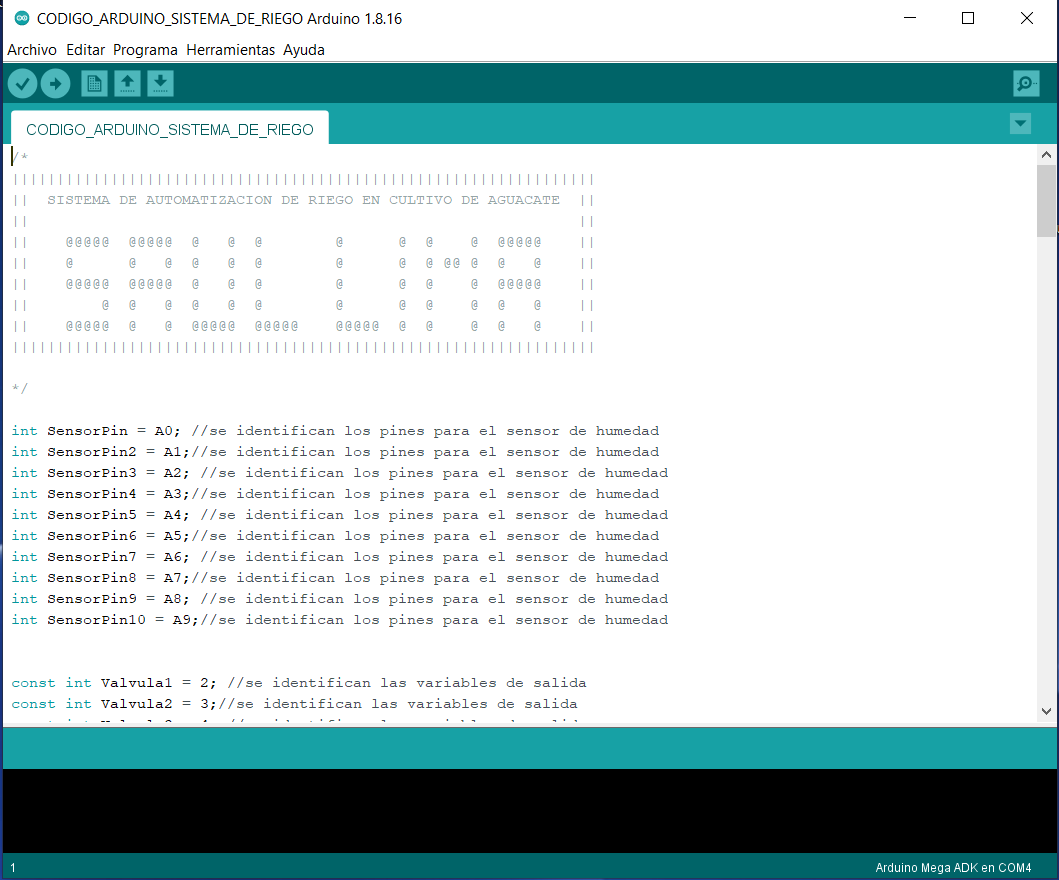 CODIGO_ARDUINO_SISTEMA_DE_RIEGO Arduino 1.8.16
Archivo Editar Programa Herramientas Ayuda
CODIGO_ARDUINO_SISTEMA_DE_RIEGO
/*
|||||||||||||||||||||||||||||||||||||||||||||||||||||||||||||||||
||  SISTEMA DE AUTOMATIZACION DE RIEGO EN CULTIVO DE AGUACATE  ||
||                                                             ||
||    @@@@@  @@@@@  @   @  @        @      @  @    @  @@@@@    ||
||    @      @   @  @   @  @        @      @  @ @@ @  @   @    ||
||    @@@@@  @@@@@  @   @  @        @      @  @    @  @@@@@    ||
||        @  @   @  @   @  @        @      @  @    @  @   @    ||
||    @@@@@  @   @  @@@@@  @@@@@    @@@@@  @  @    @  @   @    ||
|||||||||||||||||||||||||||||||||||||||||||||||||||||||||||||||||
*/
int SensorPin = A0; //se identifican los pines para el sensor de humedad
int SensorPin2 = A1;//se identifican los pines para el sensor de humedad
int SensorPin3 = A2; //se identifican los pines para el sensor de humedad
int SensorPin4 = A3;//se identifican los pines para el sensor de humedad
int SensorPin5 = A4; //se identifican los pines para el sensor de humedad
int SensorPin6 = A5;//se identifican los pines para el sensor de humedad
int SensorPin7 = A6; //se identifican los pines para el sensor de humedad
int SensorPin8 = A7;//se identifican los pines para el sensor de humedad
int SensorPin9 = A8; //se identifican los pines para el sensor de humedad
int SensorPin10 = A9;//se identifican los pines para el sensor de humedad
const int Valvula1 = 2; //se identifican las variables de salida
const int Valvula2 = 3;//se identifican las variables de salida
1
Arduino Mega ADK en COM4